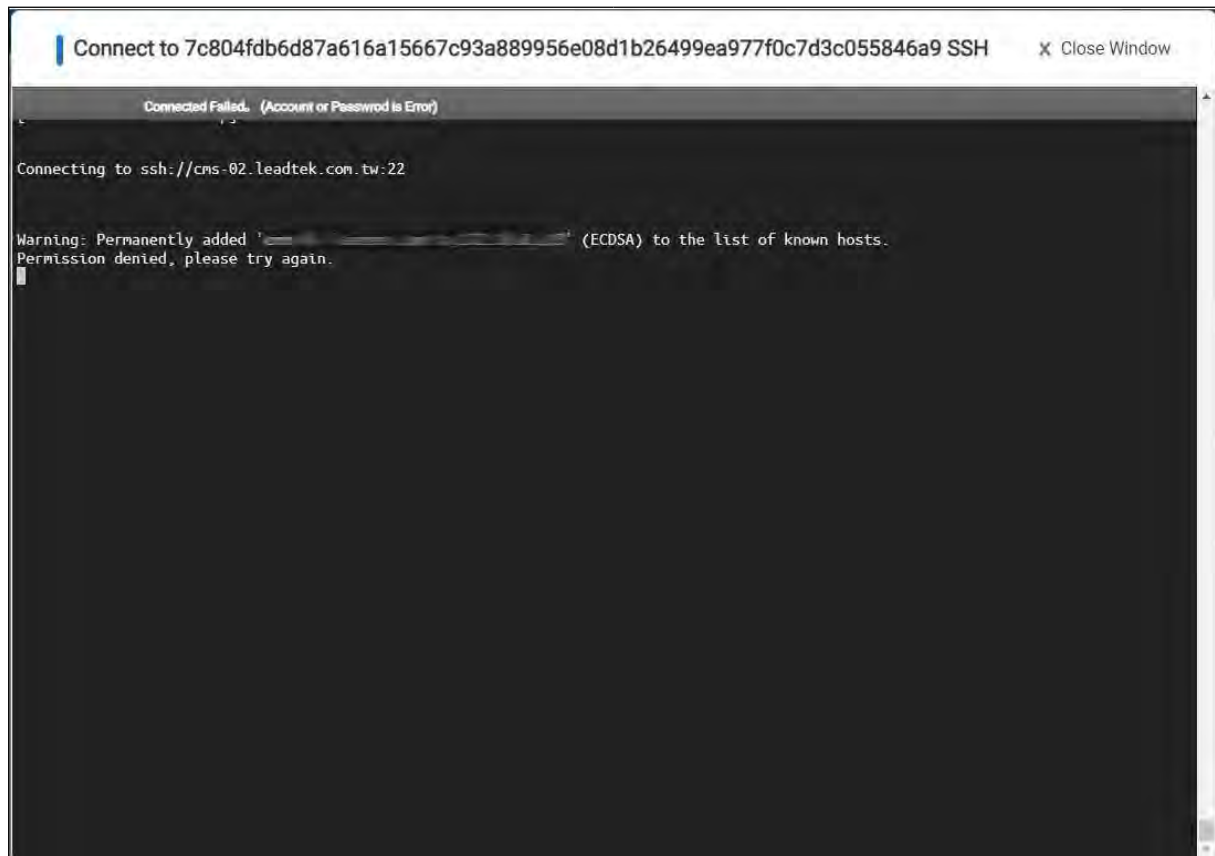 Connect to 7c804fdb6d87a616a15667c93a889956e08d1b26499ea977f0c7d3c055846a9 SSH
X Close Window
Connected Failed. (Account or Passwrod is Error)
Connecting to ssh://cms-02.leadtek.com.tw:22
Warning: Permanently added ' ' (ECDSA) to the list of known hosts.
Permission denied, please try again.